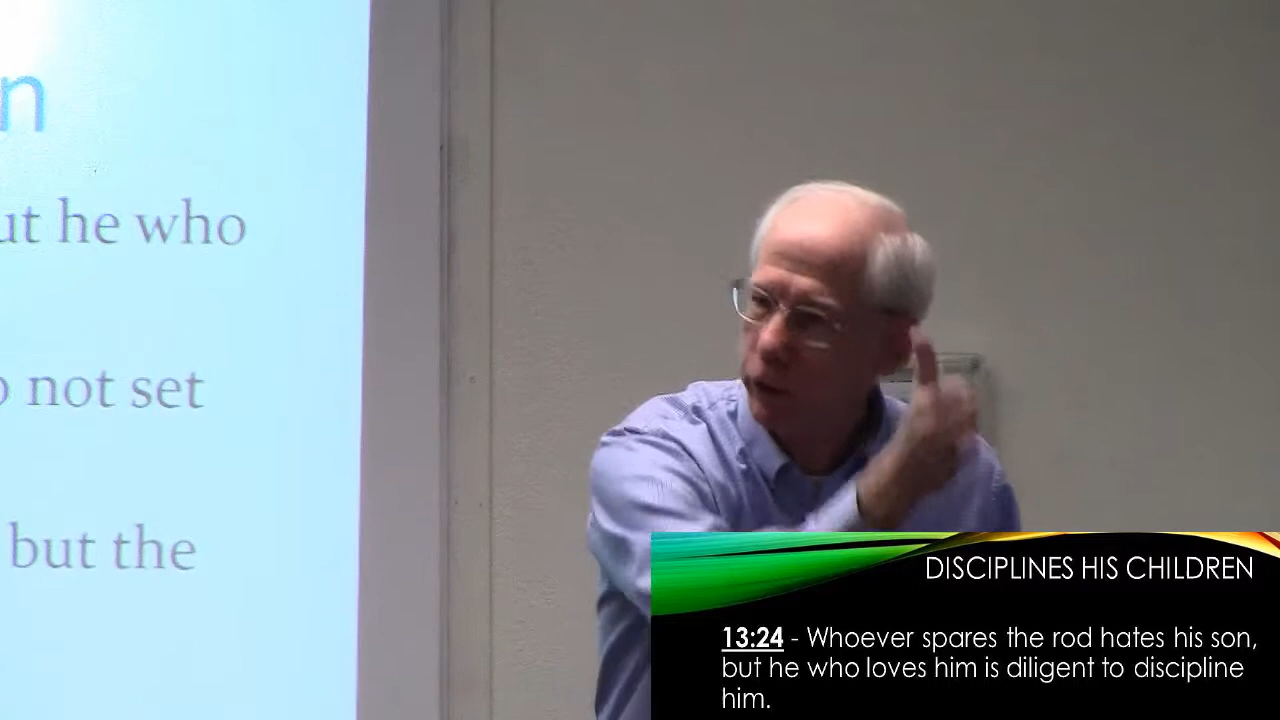 n
ut he who
o not set
but the
DISCIPLINES HIS CHILDREN
13:24 - Whoever spares the rod hates his son,
but he who loves him is diligent to discipline
him.